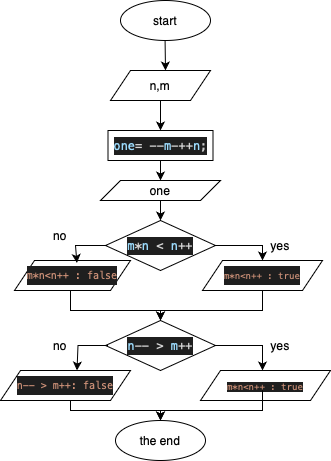 start
n,m
one= --m-++n;
one
m*n < n++
no
yes
m*n<n++ : false
m*n<n++ : true
n-- > m++
no
yes
n-- > m++: false
m*n<n++ : true
the end